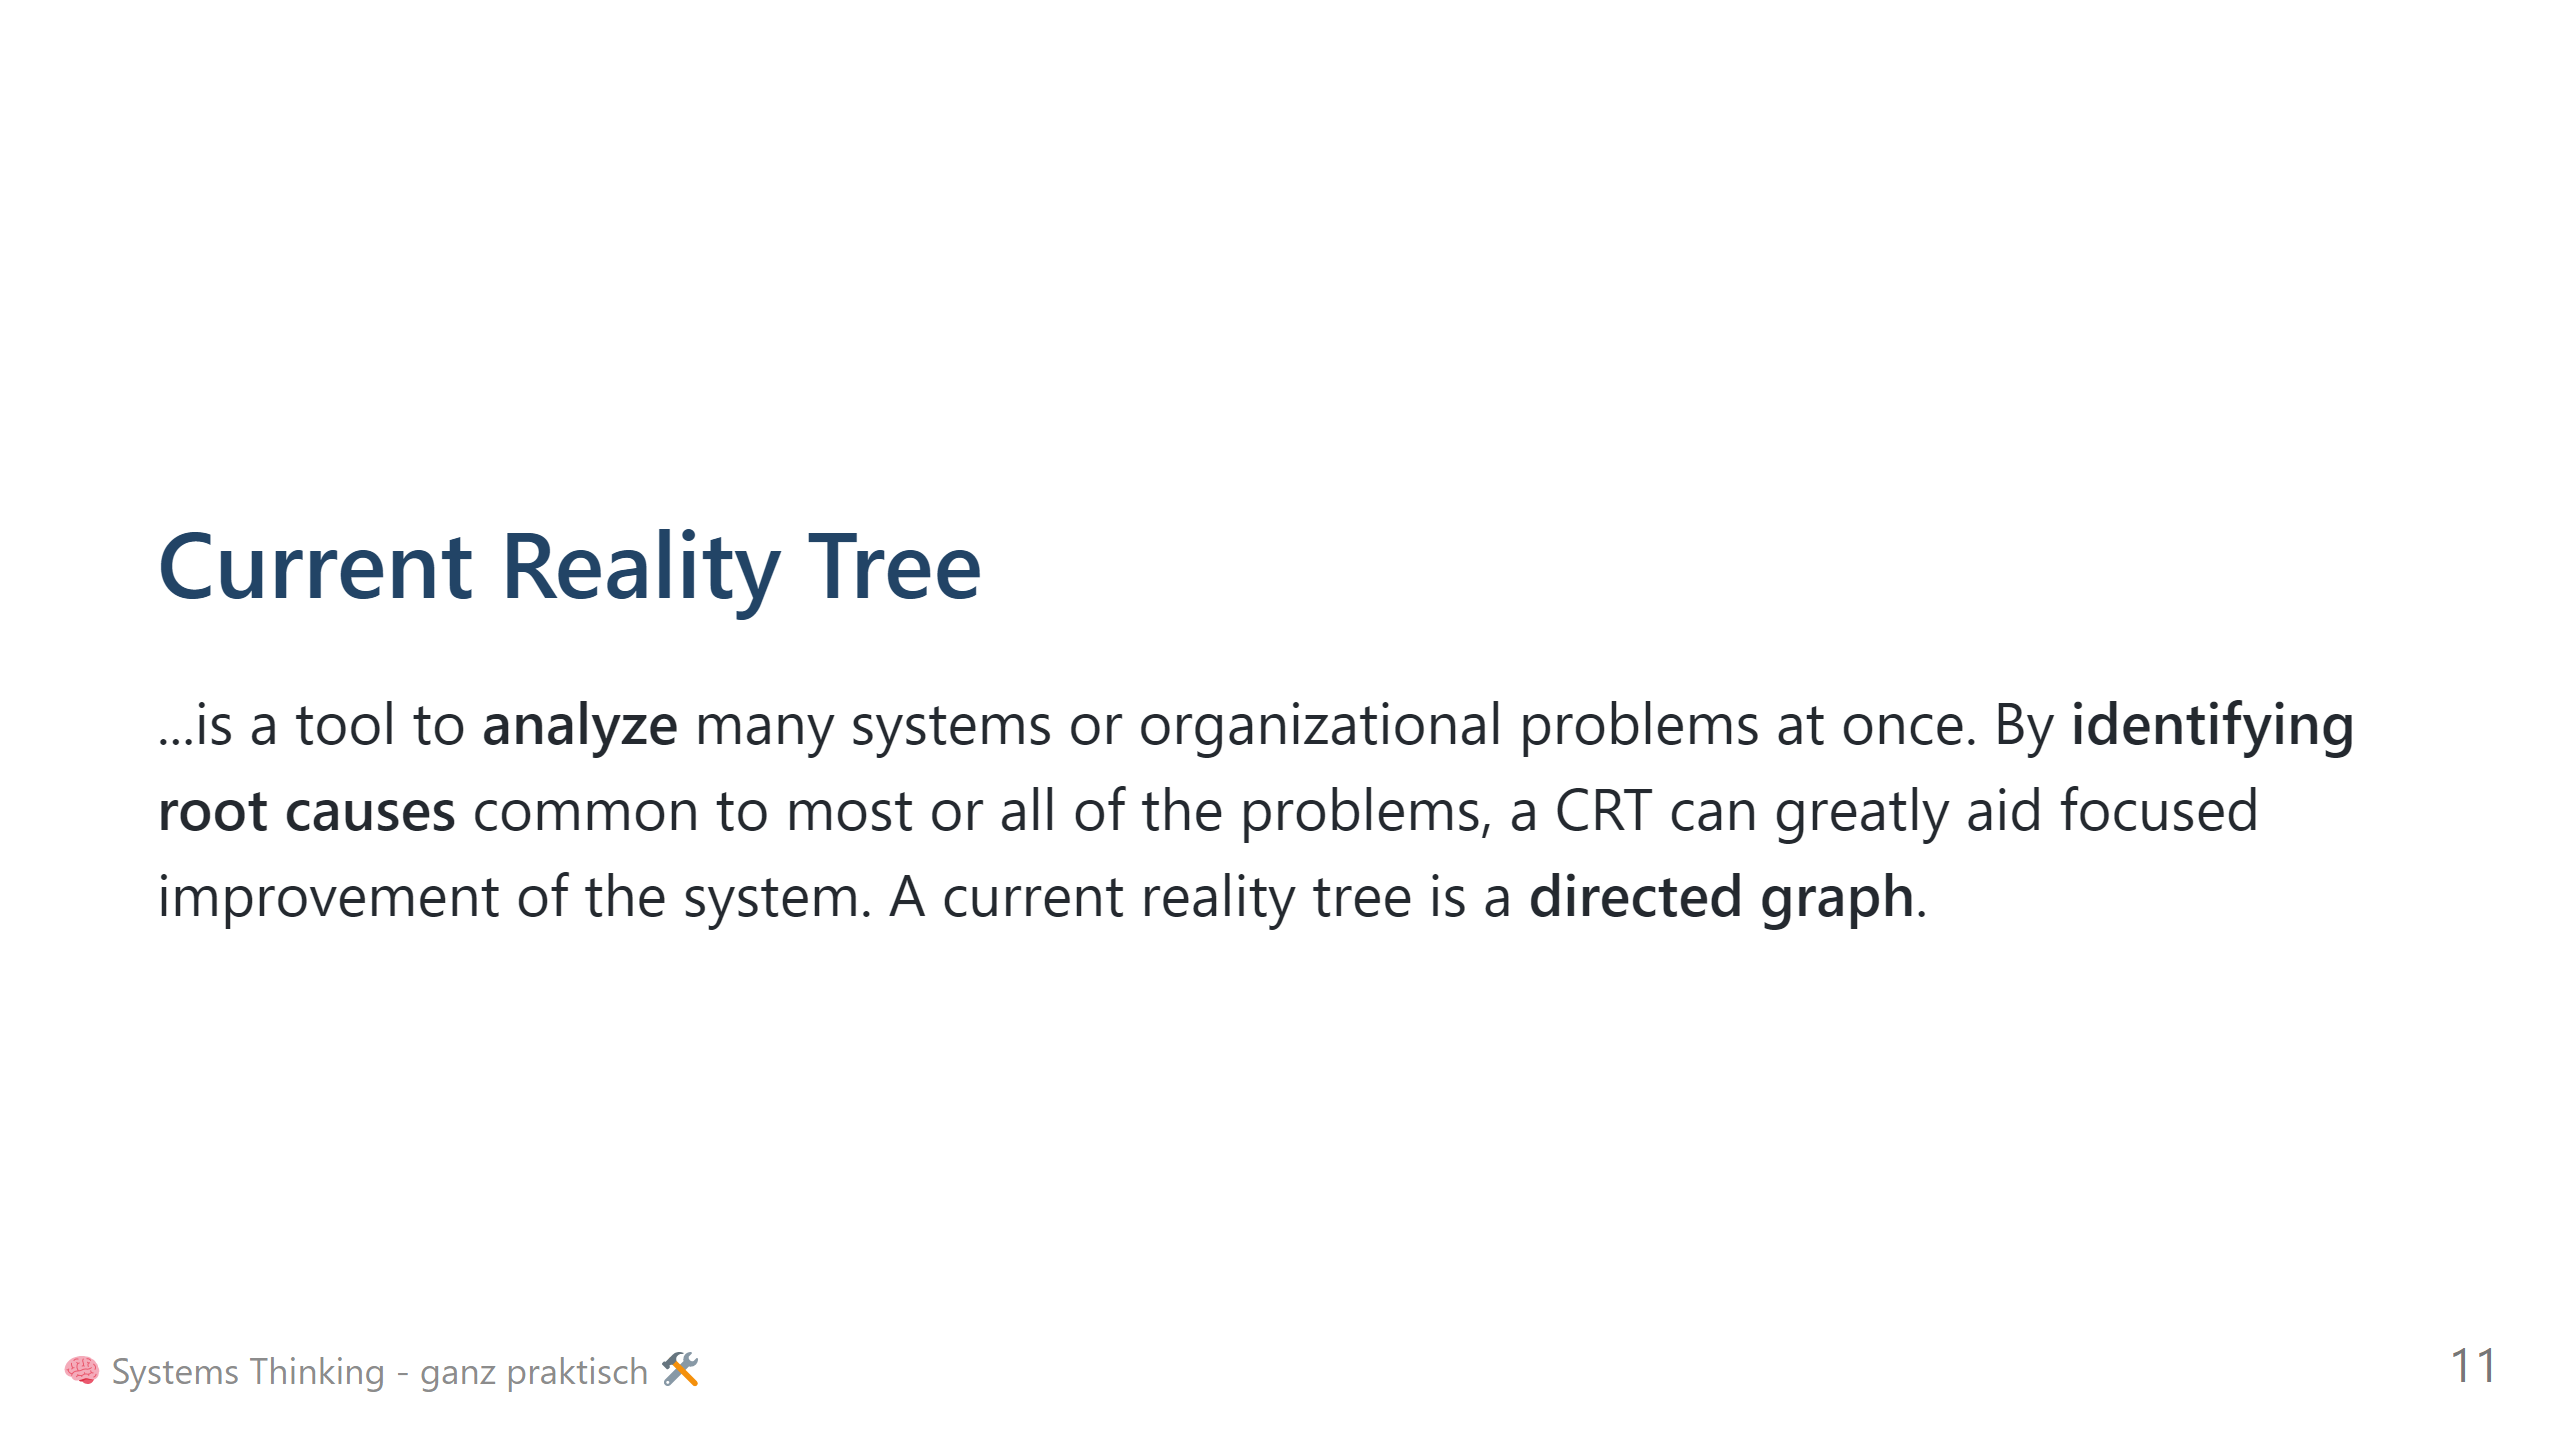 Current Reality Tree
...is a tool to analyze many systems or organizational problems at once. By identifying
root causes common to most or all of the problems, a CRT can greatly aid focused
improvement of the system. A current reality tree is a directed graph.
🧠 Systems Thinking - ganz praktisch 🛠️
11